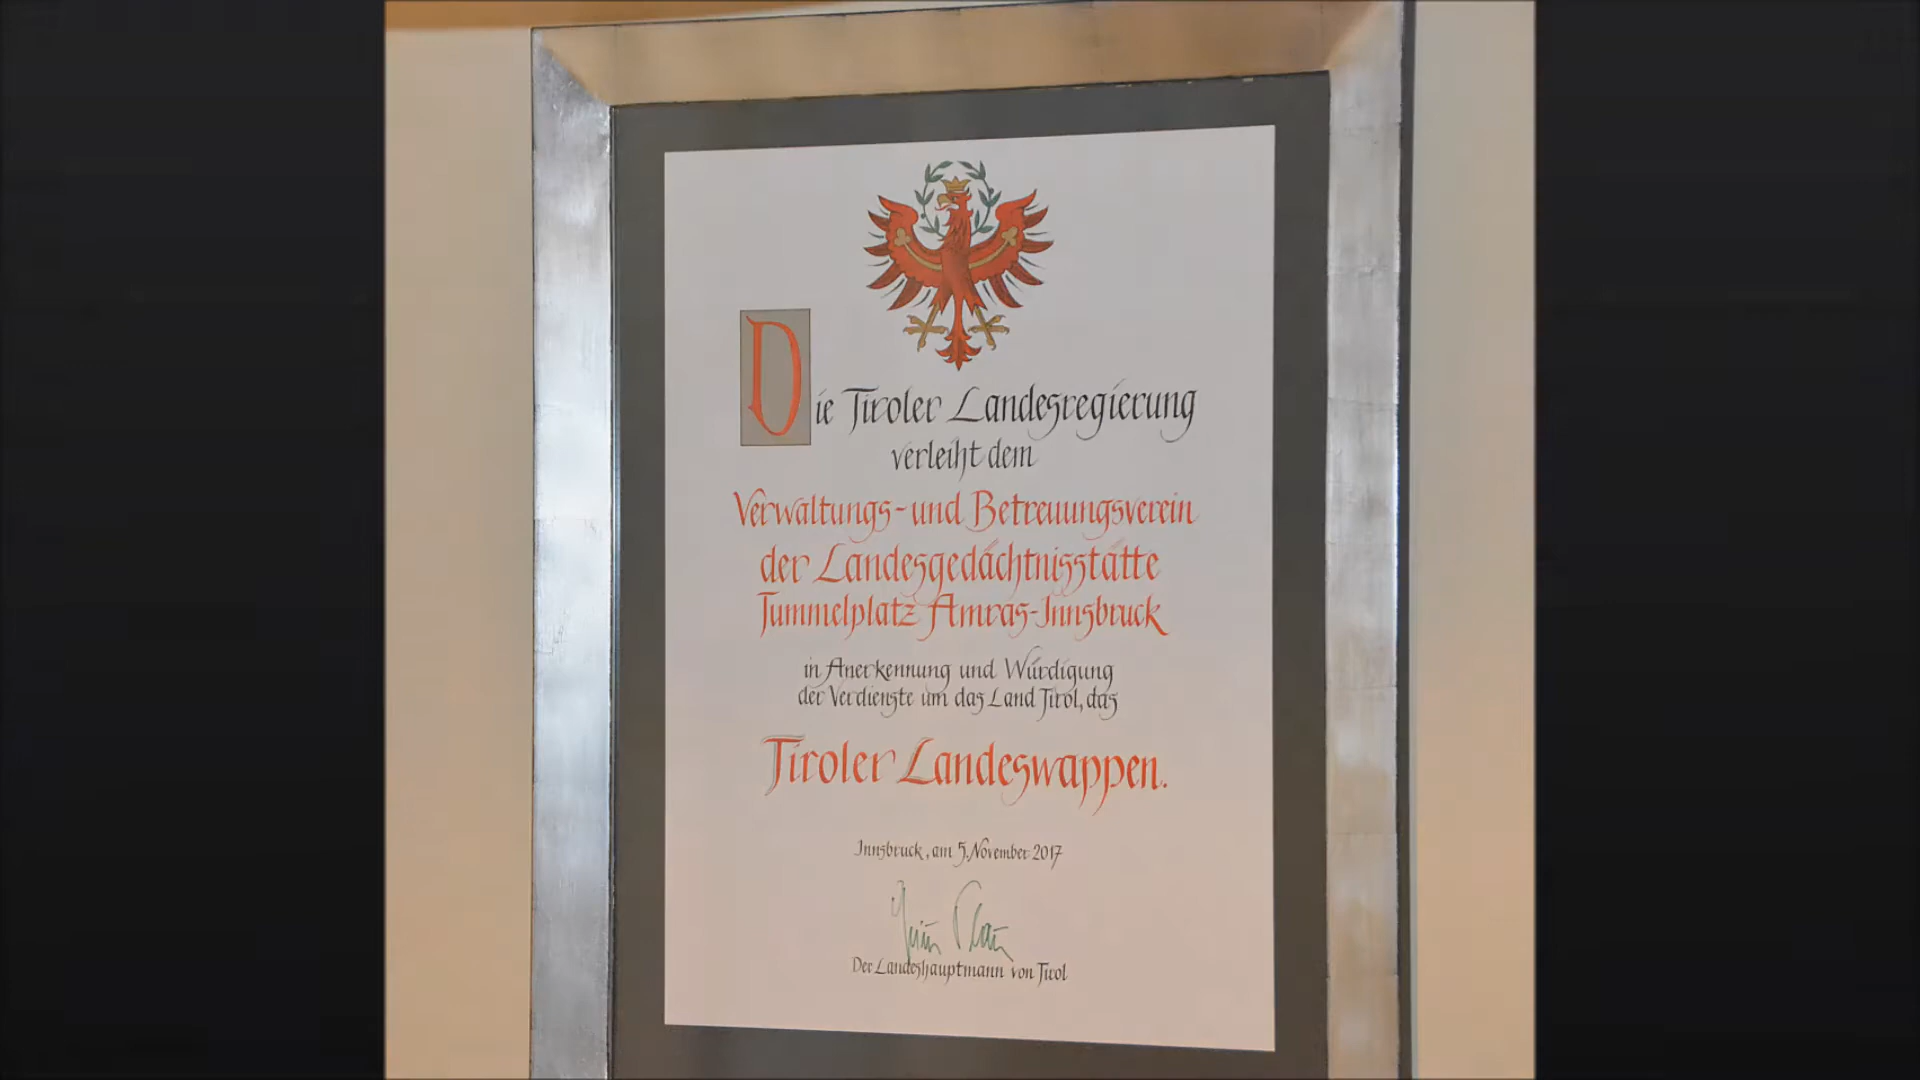 Die Tiroler Landesregierung
verleiht dem
Verwaltungs- und Betreuungsverein
der Landesgedächtnisstätte
Tummelplatz Amras-Innsbruck
in Anerkennung und Würdigung
der Verdienste um das Land Tirol, das
Tiroler Landeswappen.
Innsbruck, am 5. November 2017
Der Landeshauptmann von Tirol